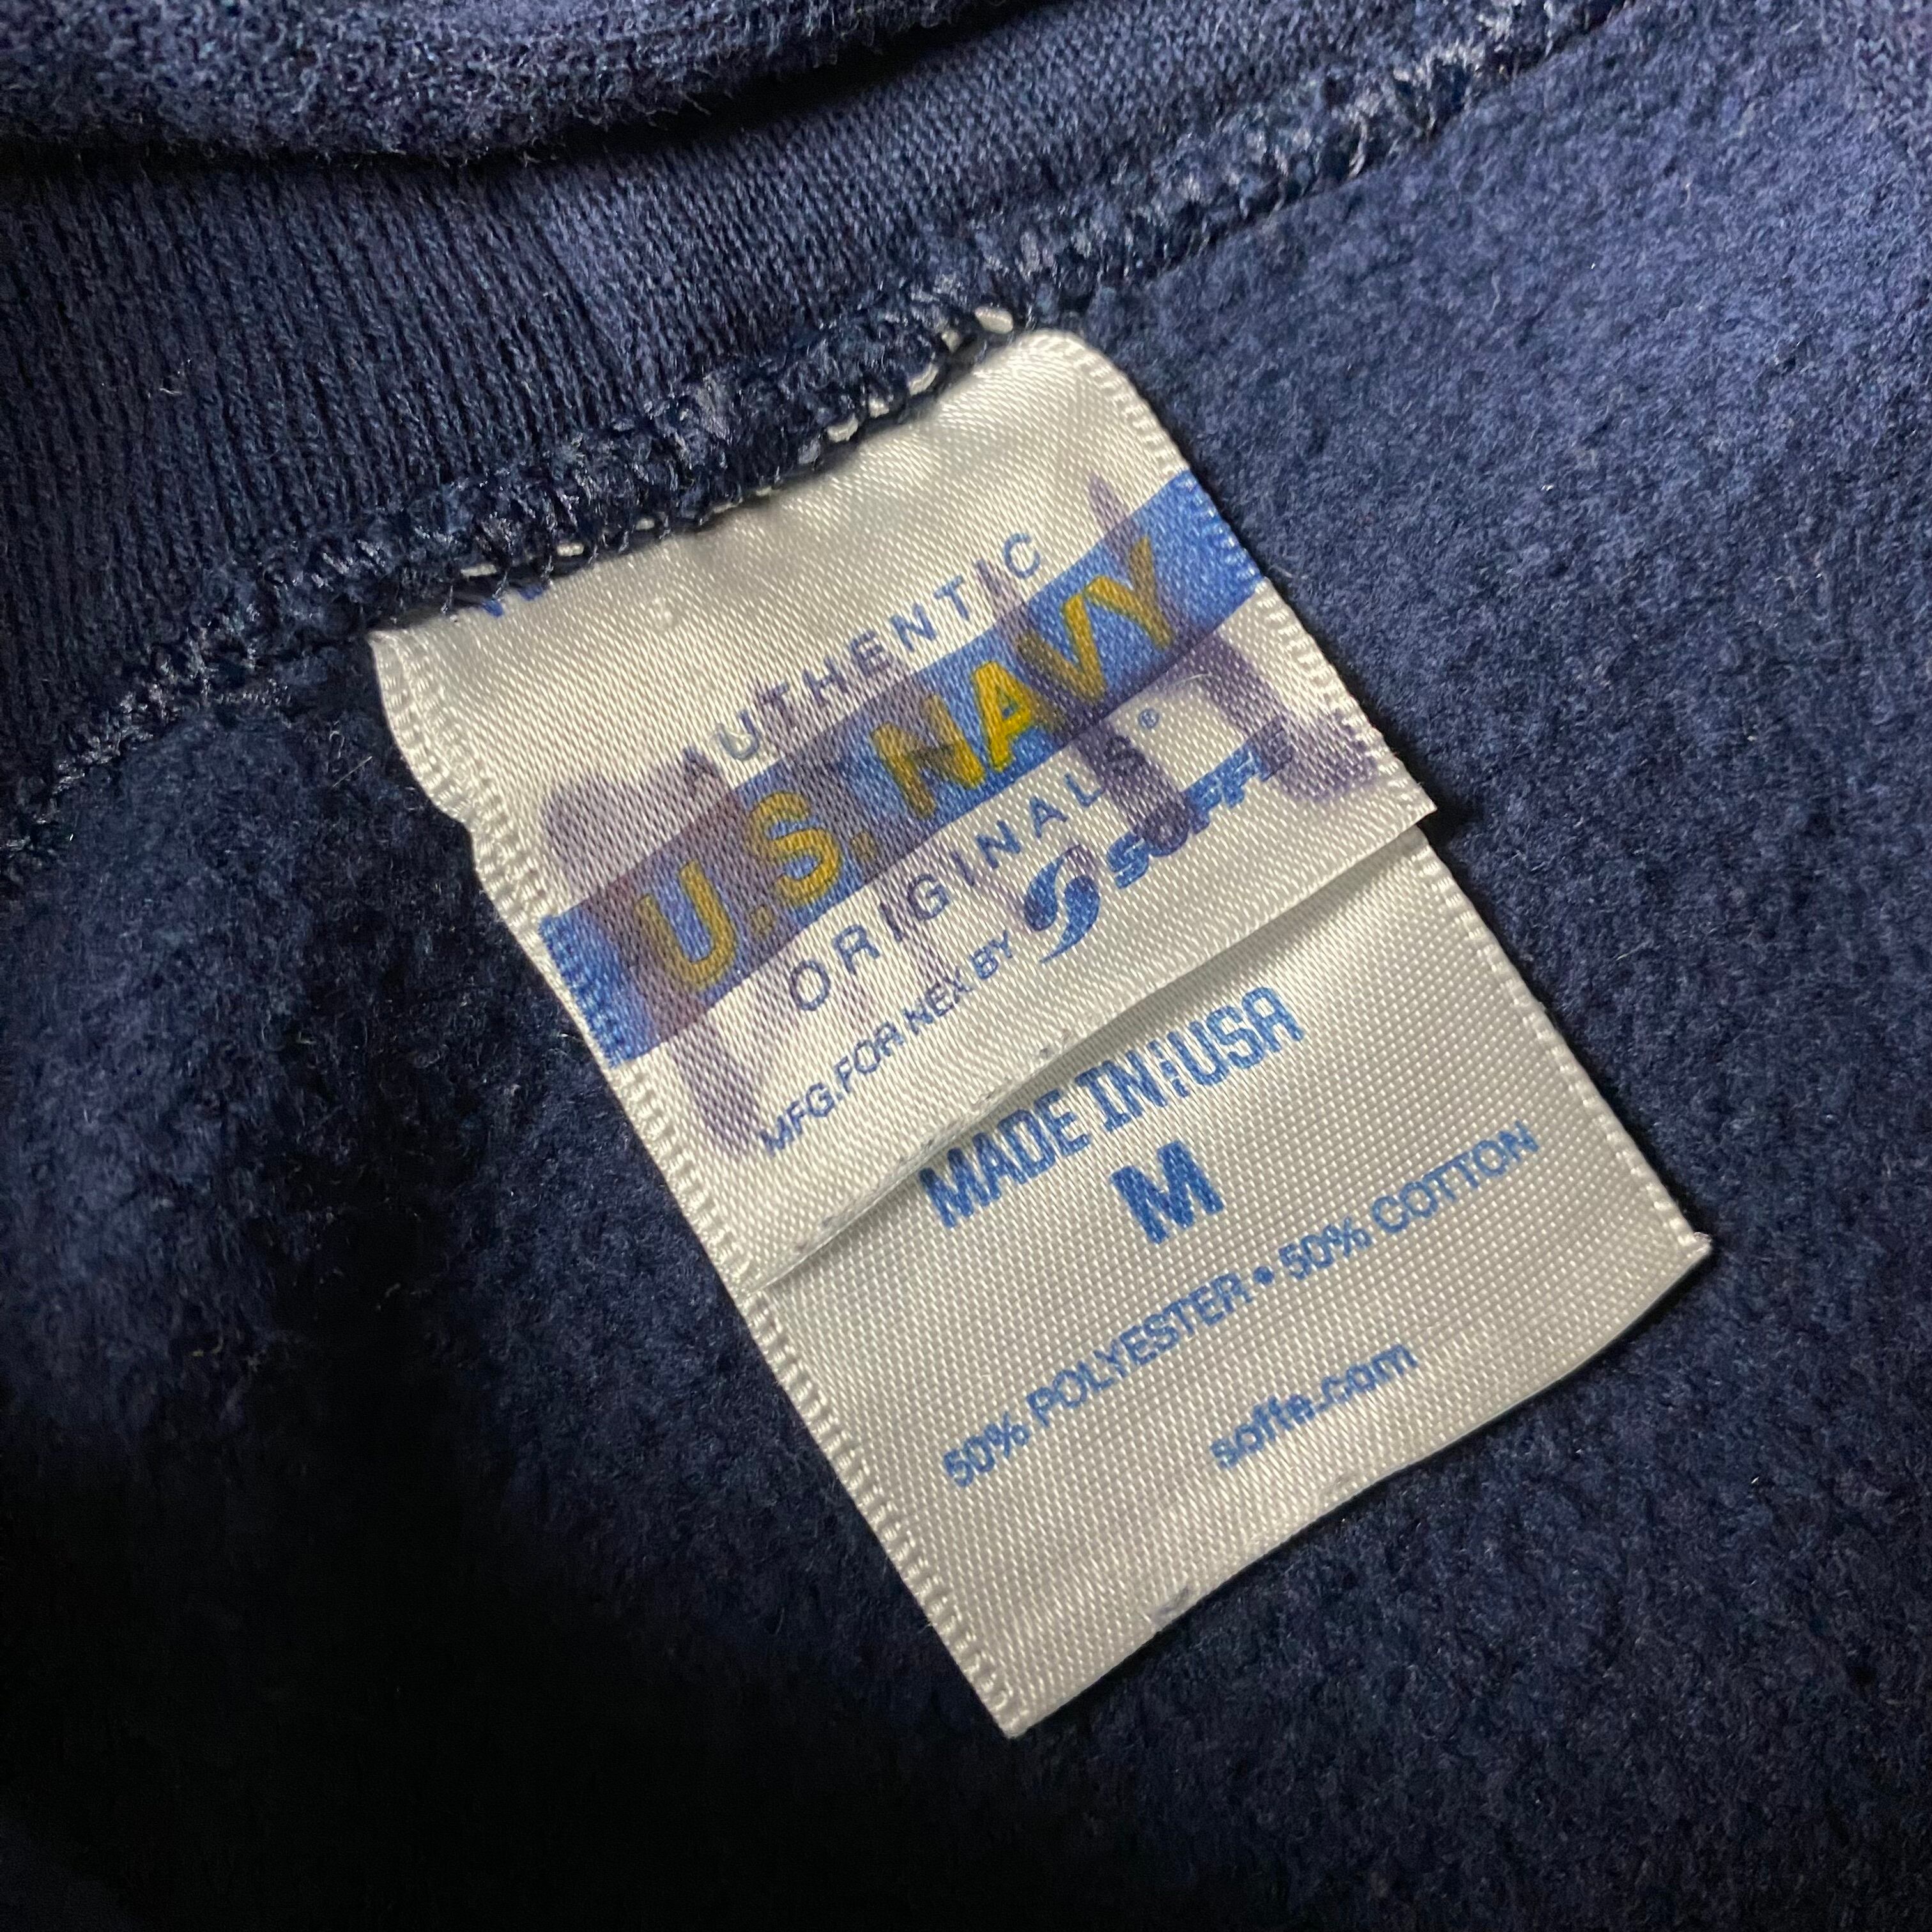 AUTHENTIC
U.S. NAVY
ORIGINALS®
MFG. FOR NEX BY SOFFE
MADE IN:USA
M
50% POLYESTER • 50% COTTON
soffe.com